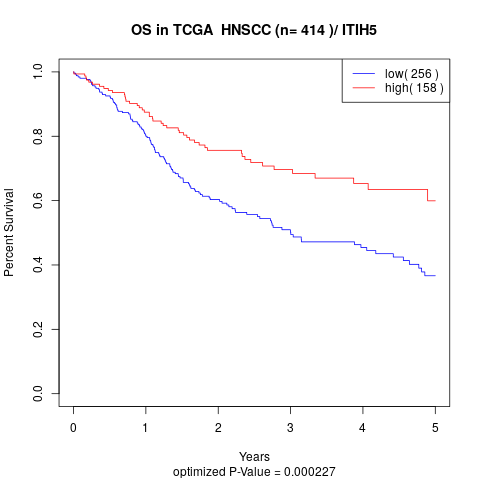 OS in TCGA  HNSCC (n= 414 )/ ITIH5
low( 256 )
high( 158 )
Percent Survival
1.0
0.8
0.6
0.4
0.2
0.0
0 1 2 3 4 5
Years
optimized P-Value = 0.000227